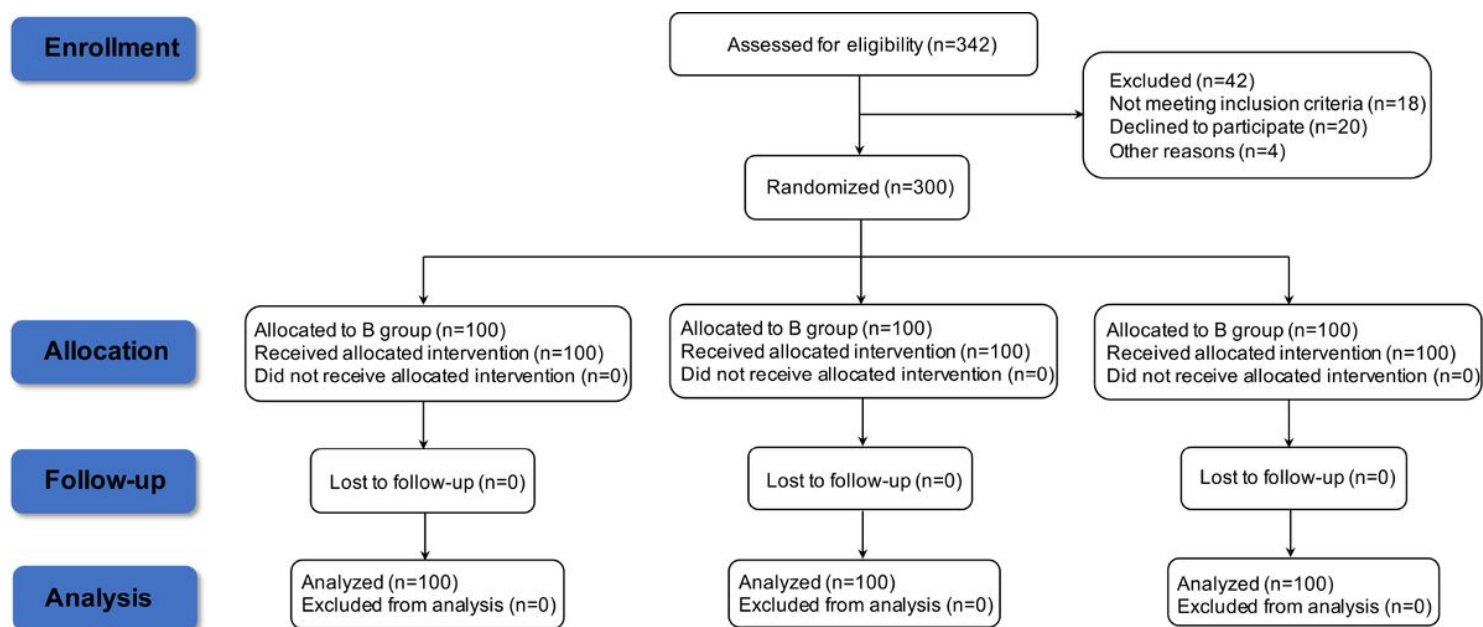 Enrollment
Assessed for eligibility (n=342)
Excluded (n=42)
Not meeting inclusion criteria (n=18)
Declined to participate (n=20)
Other reasons (n=4)
Randomized (n=300)
Allocation
Allocated to B group (n=100)
Received allocated intervention (n=100)
Did not receive allocated intervention (n=0)
Allocated to B group (n=100)
Received allocated intervention (n=100)
Did not receive allocated intervention (n=0)
Allocated to B group (n=100)
Received allocated intervention (n=100)
Did not receive allocated intervention (n=0)
Follow-up
Lost to follow-up (n=0)
Lost to follow-up (n=0)
Lost to follow-up (n=0)
Analysis
Analyzed (n=100)
Excluded from analysis (n=0)
Analyzed (n=100)
Excluded from analysis (n=0)
Analyzed (n=100)
Excluded from analysis (n=0)